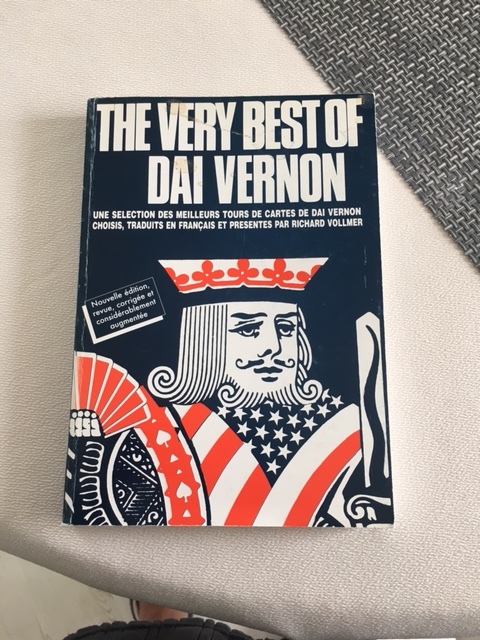 THE VERY BEST OF
DAI VERNON
UNE SELECTION DES MEILLEURS TOURS DE CARTES DE DAI VERNON
CHOISIS, TRADUITS EN FRANÇAIS ET PRESENTES PAR RICHARD VOLLMER
Nouvelle édition,
revue, corrigée et
considérablement
augmentée